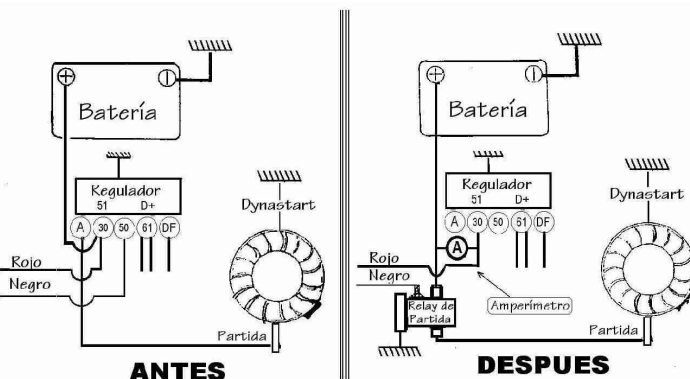 +
Batería
Regulador
51 D+
A 30 50 61 DF
Dynastart
Rojo
Negro
Partida
ANTES
+
Batería
Regulador
51 D+
A 30 50 61 DF
Dynastart
A
Rojo
Negro
Relay de
Partida
Amperímetro
Partida
DESPUES